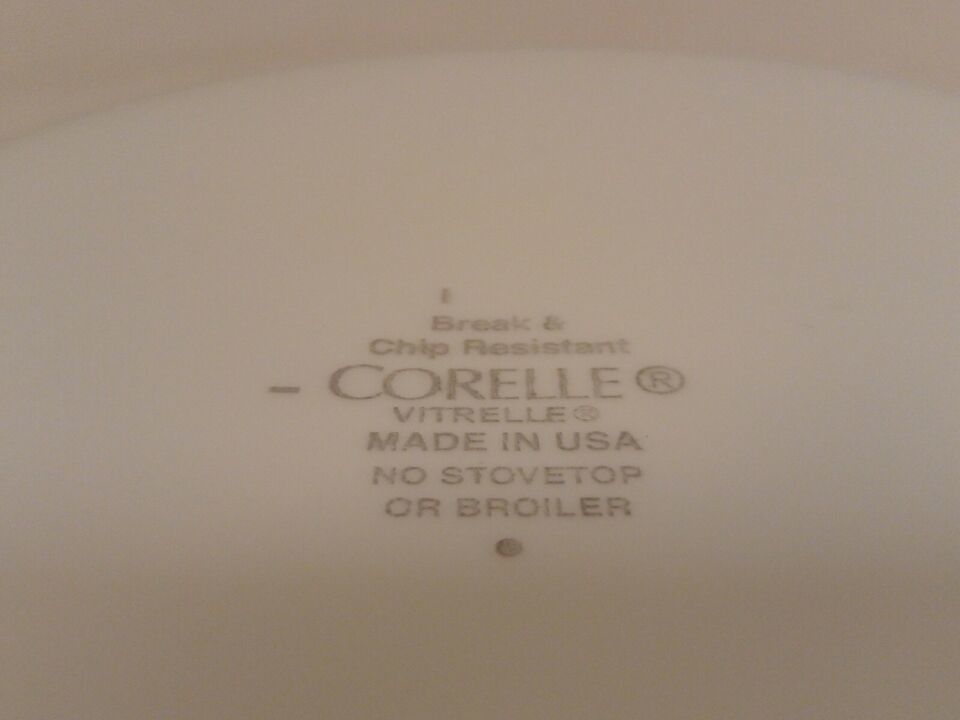 Break &
Chip Resistant
- CORELLE®
VITRELLE®
MADE IN USA
NO STOVETOP
OR BROILER